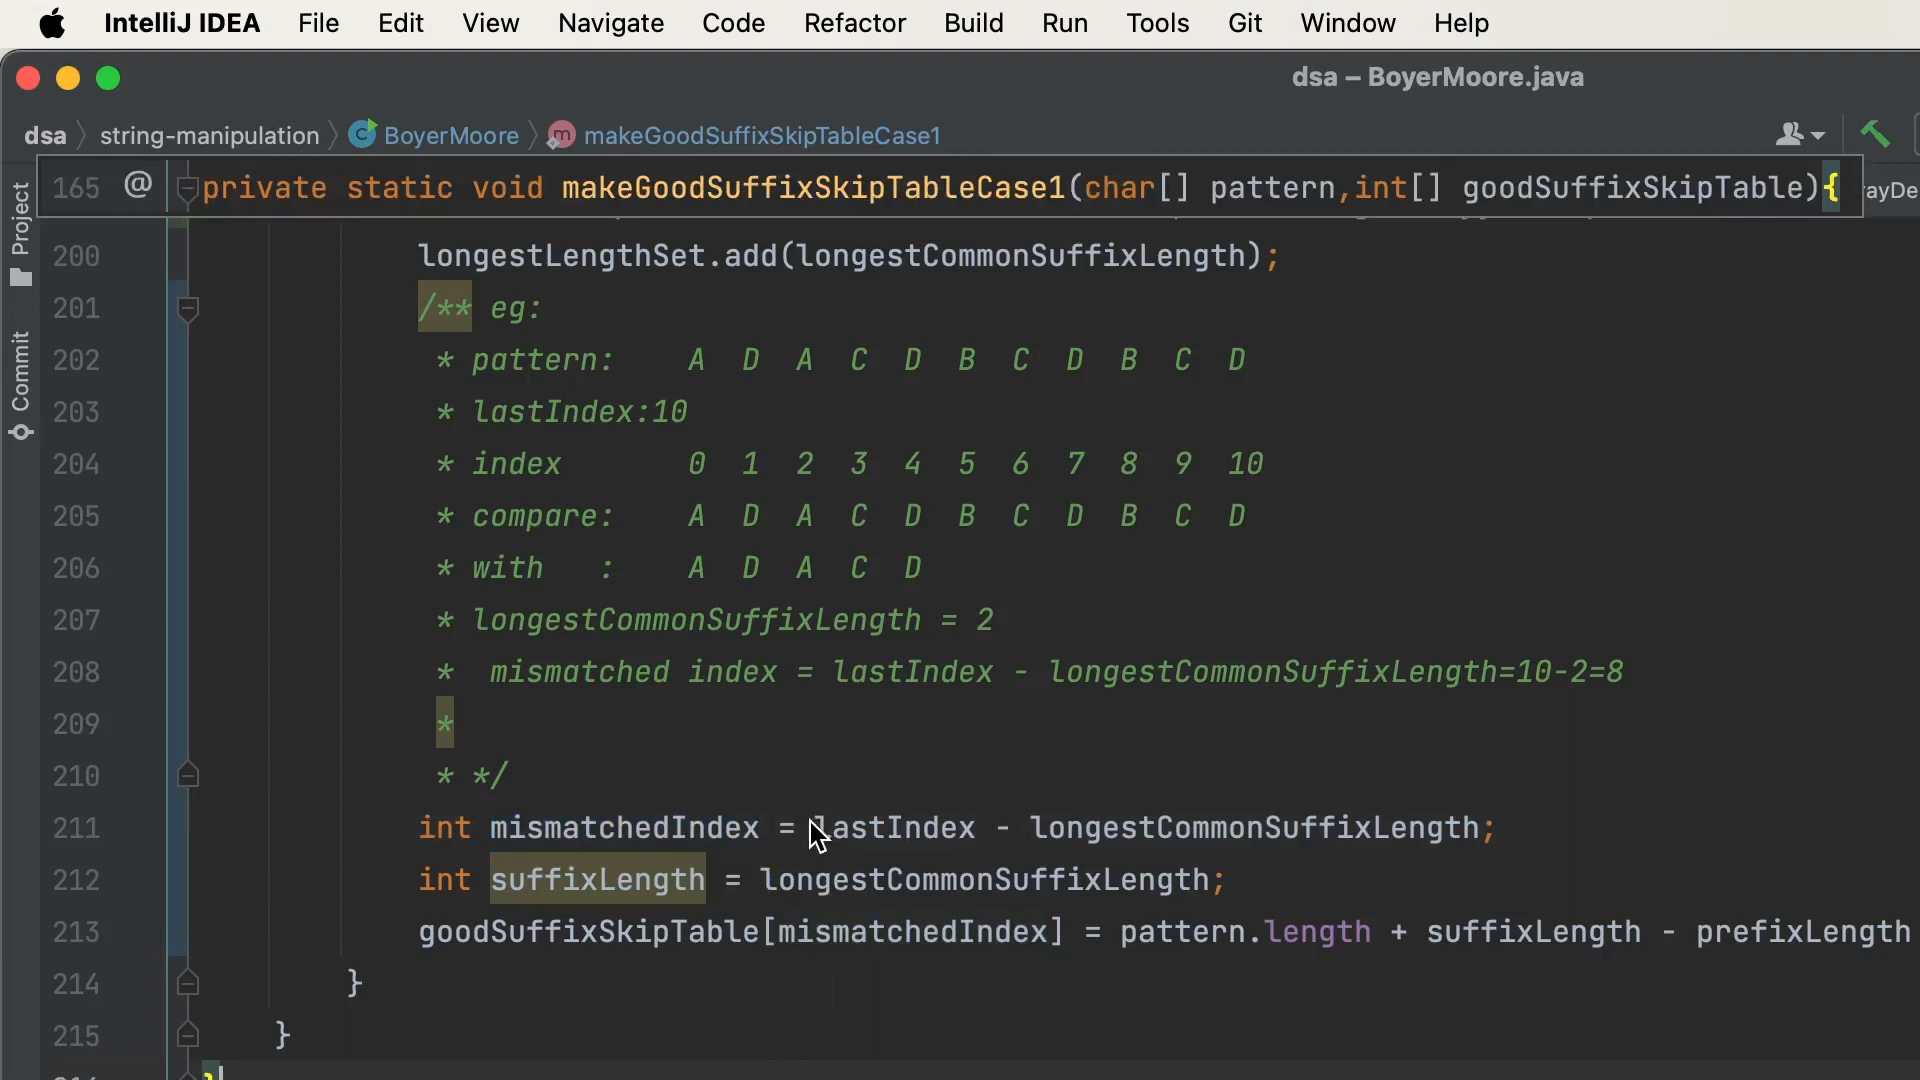 IntelliJ IDEA File Edit View Navigate Code Refactor Build Run Tools Git Window Help
dsa – BoyerMoore.java
dsa string-manipulation BoyerMoore makeGoodSuffixSkipTableCase1
Project
Commit
165 @ private static void makeGoodSuffixSkipTableCase1(char[] pattern,int[] goodSuffixSkipTable){
200 longestLengthSet.add(longestCommonSuffixLength);
201 /** eg:
202 * pattern: A D A C D B C D B C D
203 * lastIndex:10
204 * index 0 1 2 3 4 5 6 7 8 9 10
205 * compare: A D A C D B C D B C D
206 * with : A D A C D
207 * longestCommonSuffixLength = 2
208 * mismatched index = lastIndex - longestCommonSuffixLength=10-2=8
209 *
210 * */
211 int mismatchedIndex = lastIndex - longestCommonSuffixLength;
212 int suffixLength = longestCommonSuffixLength;
213 goodSuffixSkipTable[mismatchedIndex] = pattern.length + suffixLength - prefixLength
214 }
215 }
}